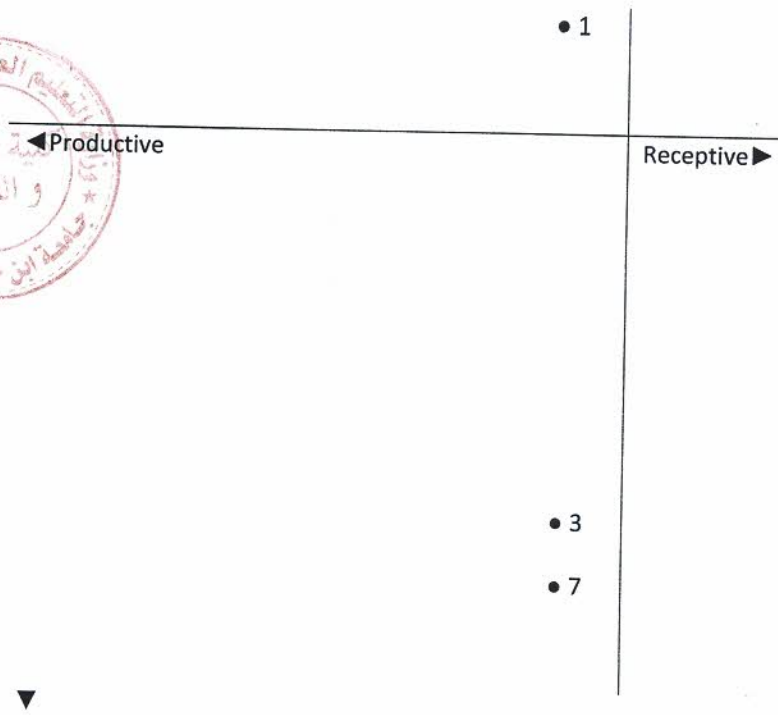 ● 1
◄Productive
Receptive►
● 3
● 7
▼